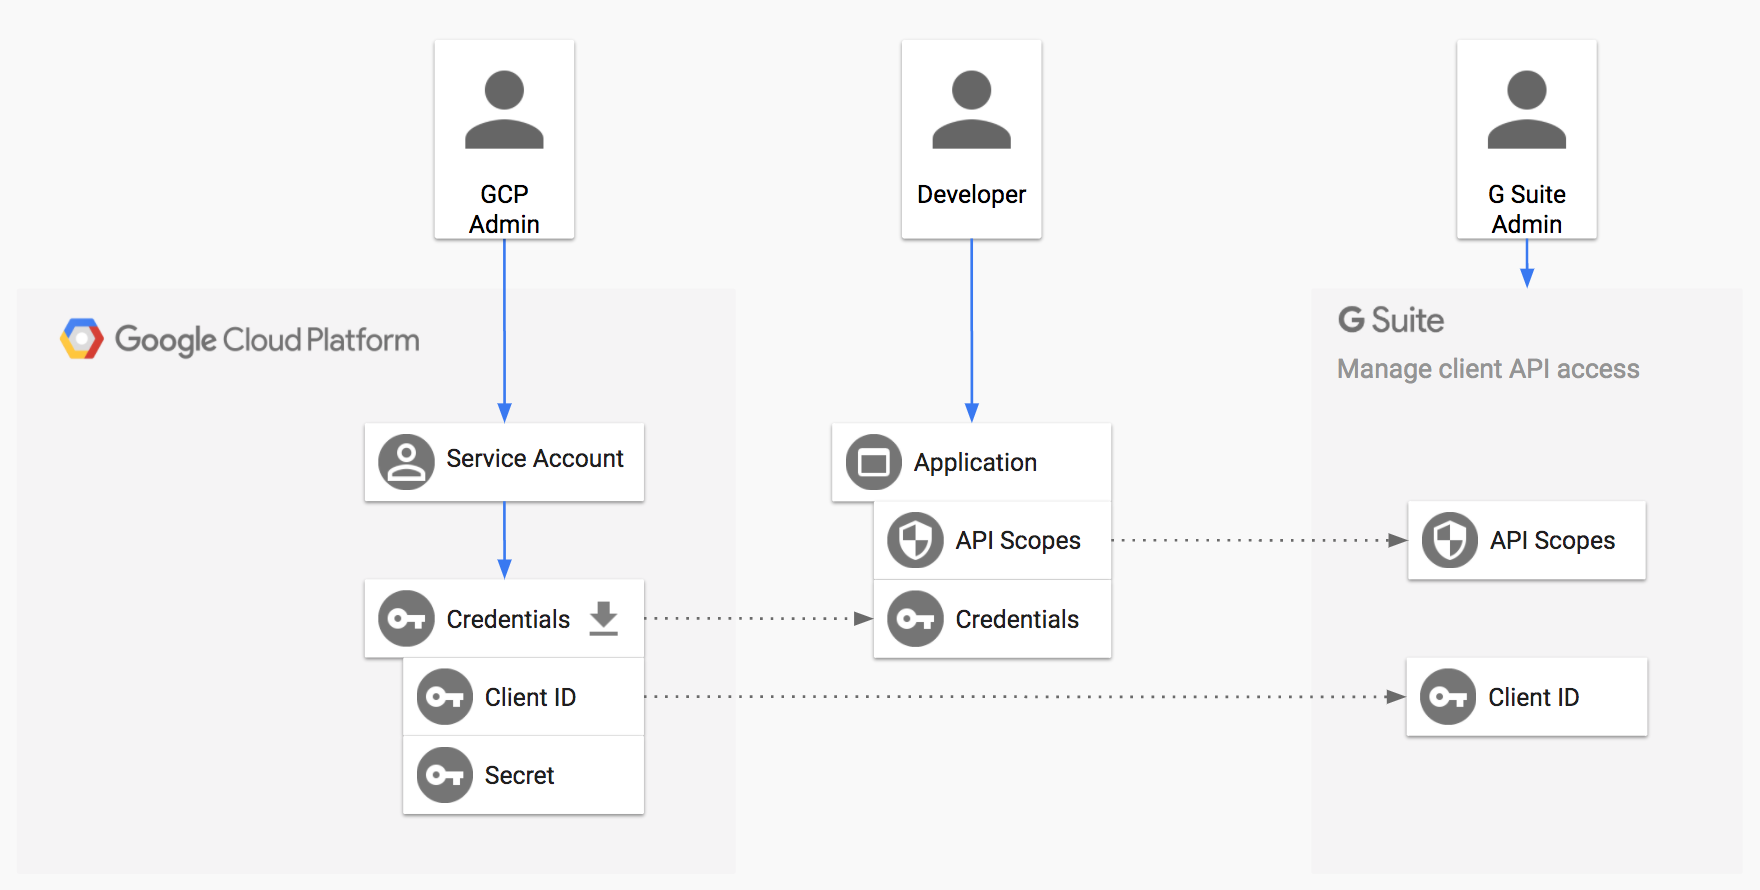 GCP
Admin
Developer
G Suite
Admin
Google Cloud Platform
G Suite
Manage client API access
Service Account
Application
API Scopes
API Scopes
Credentials
Credentials
Client ID
Client ID
Secret